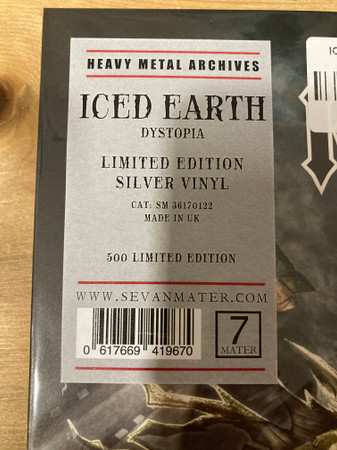 HEAVY METAL ARCHIVES
ICED EARTH
DYSTOPIA
LIMITED EDITION
SILVER VINYL
CAT: SM 36170122
MADE IN UK
500 LIMITED EDITION
WWW.SEVANMATER.COM
0 617669 419670
7
MATER